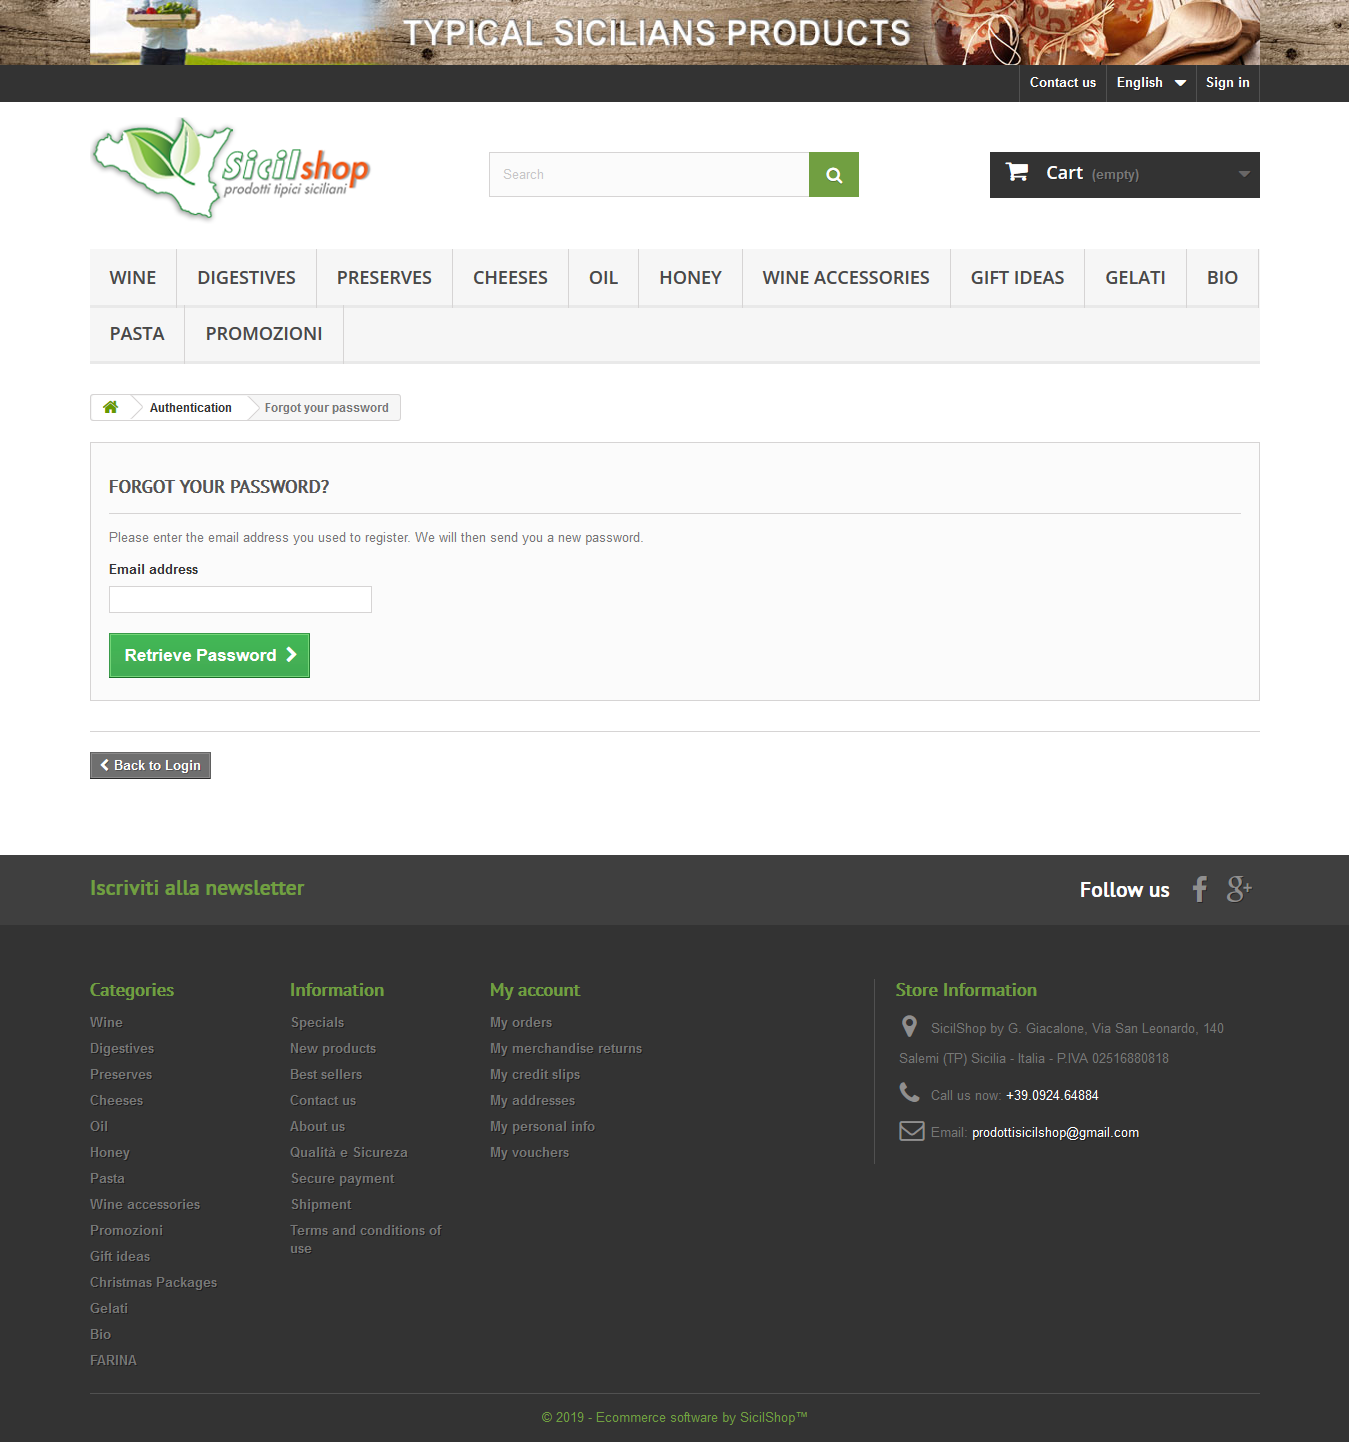 TYPICAL SICILIANS PRODUCTS
Contact us
English
Sign in
Sicilshop
prodotti tipici siciliani
Search
Cart (empty)
WINE
DIGESTIVES
PRESERVES
CHEESES
OIL
HONEY
WINE ACCESSORIES
GIFT IDEAS
GELATI
BIO
PASTA
PROMOZIONI
Authentication
Forgot your password
FORGOT YOUR PASSWORD?
Please enter the email address you used to register. We will then send you a new password.
Email address
Retrieve Password
Back to Login
Iscriviti alla newsletter
Follow us
Categories
Wine
Digestives
Preserves
Cheeses
Oil
Honey
Pasta
Wine accessories
Promozioni
Gift ideas
Christmas Packages
Gelati
Bio
FARINA
Information
Specials
New products
Best sellers
Contact us
About us
Qualità e Sicureza
Secure payment
Shipment
Terms and conditions of
use
My account
My orders
My merchandise returns
My credit slips
My addresses
My personal info
My vouchers
Store Information
SicilShop by G. Giacalone, Via San Leonardo, 140
Salemi (TP) Sicilia - Italia - P.IVA 02516880818
Call us now: +39.0924.64884
Email: prodottisicilshop@gmail.com
© 2019 - Ecommerce software by SicilShop™